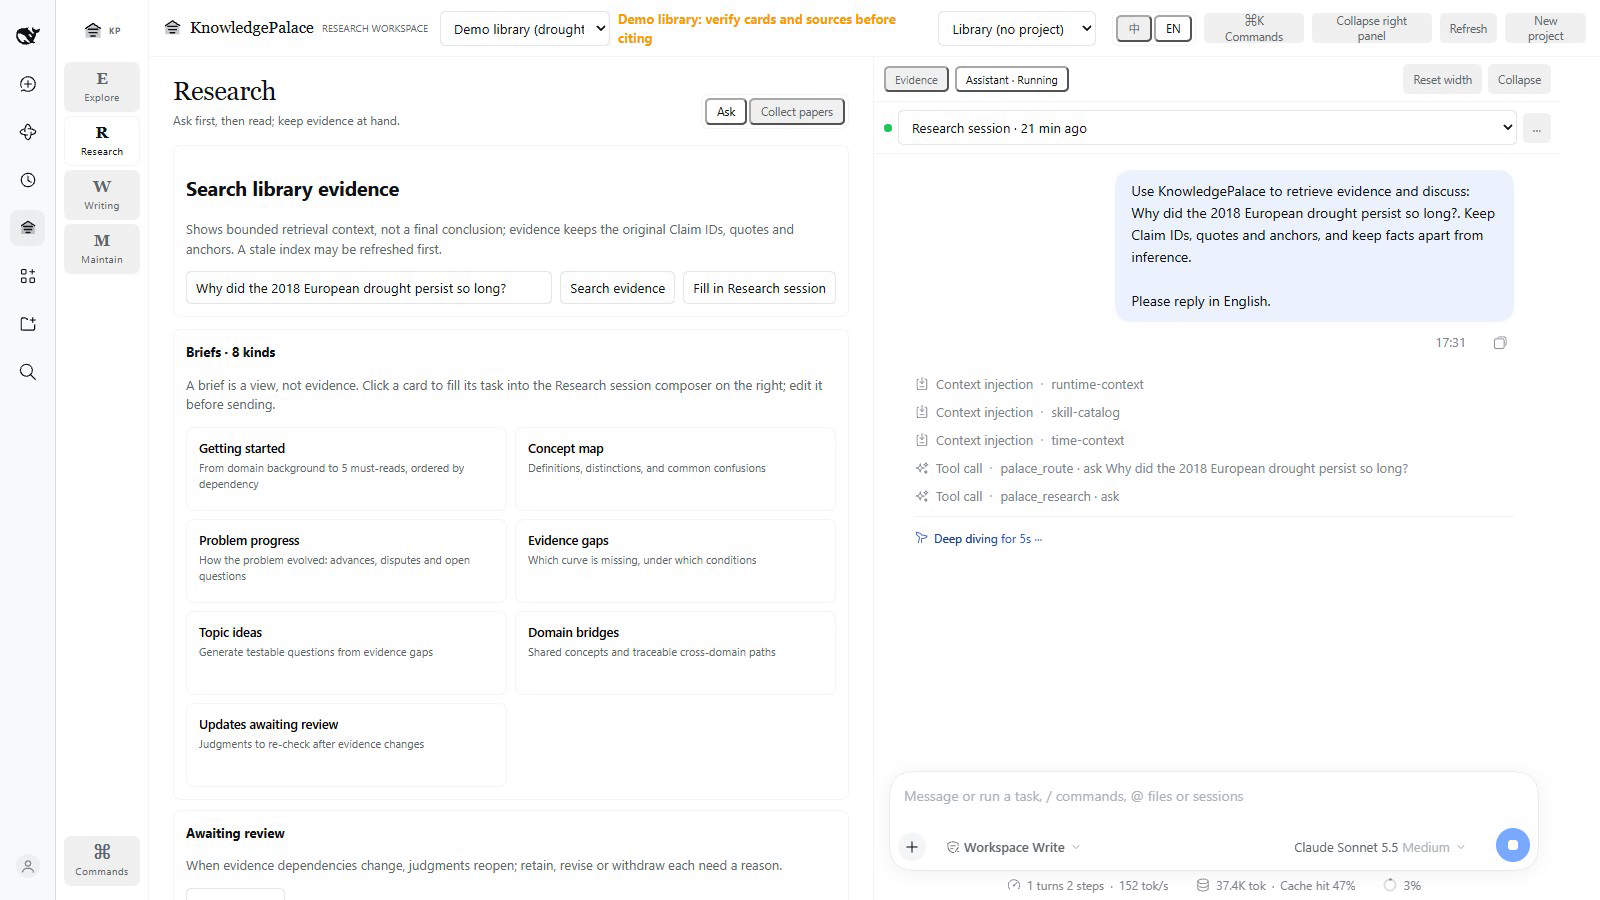 KP
E
Explore
R
Research
W
Writing
M
Maintain
⌘
Commands
KnowledgePalace RESEARCH WORKSPACE
Demo library (drought
Demo library: verify cards and sources before
citing
Library (no project)
中
EN
⌘K
Commands
Collapse right
panel
Refresh
New
project
Research
Ask first, then read; keep evidence at hand.
Ask
Collect papers
Search library evidence
Shows bounded retrieval context, not a final conclusion; evidence keeps the original Claim IDs, quotes and
anchors. A stale index may be refreshed first.
Why did the 2018 European drought persist so long?
Search evidence
Fill in Research session
Briefs · 8 kinds
A brief is a view, not evidence. Click a card to fill its task into the Research session composer on the right; edit it
before sending.
Getting started
From domain background to 5 must-reads, ordered by
dependency
Concept map
Definitions, distinctions, and common confusions
Problem progress
How the problem evolved: advances, disputes and open
questions
Evidence gaps
Which curve is missing, under which conditions
Topic ideas
Generate testable questions from evidence gaps
Domain bridges
Shared concepts and traceable cross-domain paths
Updates awaiting review
Judgments to re-check after evidence changes
Awaiting review
When evidence dependencies change, judgments reopen; retain, revise or withdraw each need a reason.
Evidence
Assistant · Running
Reset width
Collapse
Research session · 21 min ago
...
Use KnowledgePalace to retrieve evidence and discuss:
Why did the 2018 European drought persist so long?. Keep
Claim IDs, quotes and anchors, and keep facts apart from
inference.
Please reply in English.
17:31
Context injection · runtime-context
Context injection · skill-catalog
Context injection · time-context
Tool call · palace_route · ask Why did the 2018 European drought persist so long?
Tool call · palace_research · ask
Deep diving for 5s ···
Message or run a task, / commands, @ files or sessions
Workspace Write
Claude Sonnet 5.5 Medium
1 turns 2 steps · 152 tok/s
37.4K tok · Cache hit 47%
3%